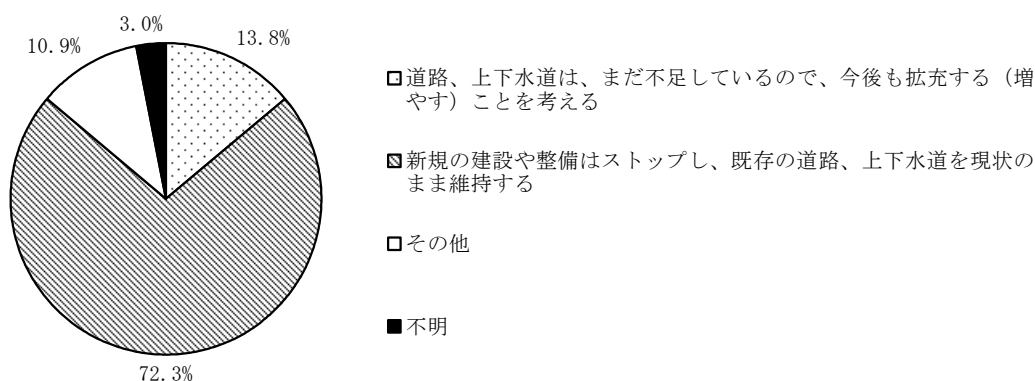 3.0%
10.9%
13.8%
道路、上下水道は、まだ不足しているので、今後も拡充する（増
やす）ことを考える
新規の建設や整備はストップし、既存の道路、上下水道を現状の
まま維持する
その他
不明
72.3%